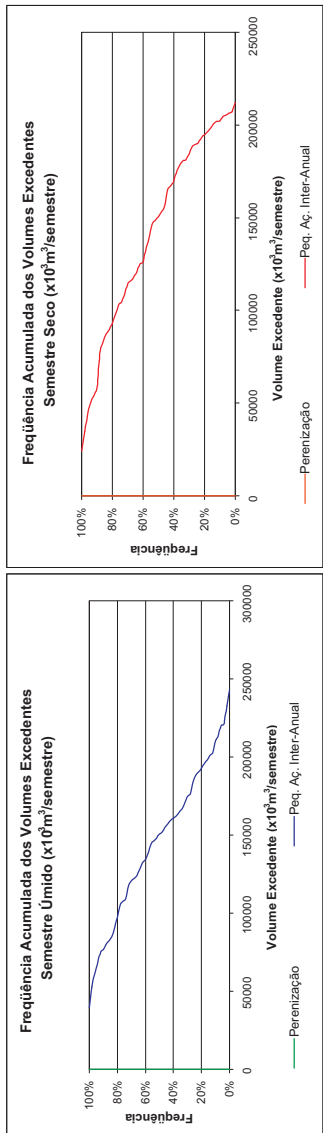 Freqüência Acumulada dos Volumes Excedentes
Semestre Úmido (x10³m³/semestre)
Freqüência
100%
80%
60%
40%
20%
0%
0
50000
100000
150000
200000
250000
300000
Volume Excedente (x10³m³/semestre)
Perenização
Peq. Aç. Inter-Anual
Freqüência Acumulada dos Volumes Excedentes
Semestre Seco (x10³m³/semestre)
Freqüência
100%
80%
60%
40%
20%
0%
0
50000
100000
150000
200000
250000
Volume Excedente (x10³m³/semestre)
Perenização
Peq. Aç. Inter-Anual